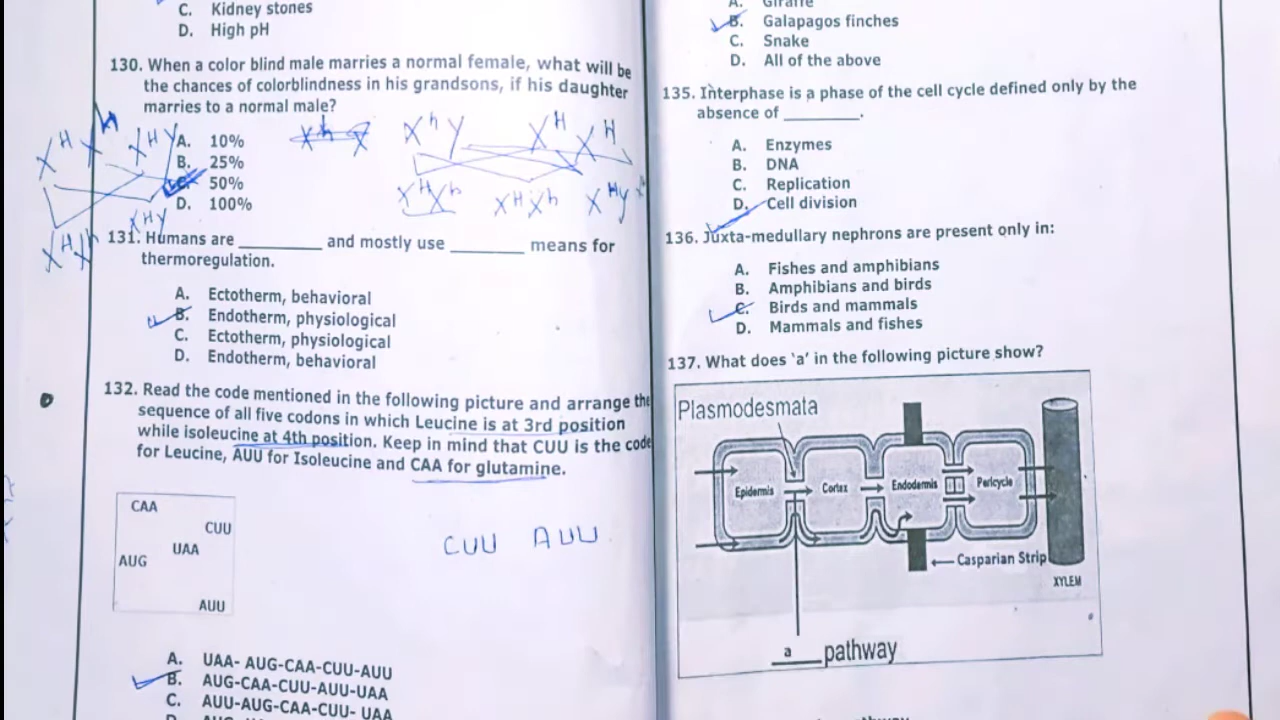 C. Kidney stones
D. High pH
130. When a color blind male marries a normal female, what will be
the chances of colorblindness in his grandsons, if his daughter
marries to a normal male?
A. 10%
B. 25%
C. 50%
D. 100%
X^H X^H
X^H Y
X^h Y
X^H X^H
X^H X^h
X^H X^h
X^H Y
X^H Y
X^H X^h
131. Humans are ________ and mostly use ________ means for
thermoregulation.
A. Ectotherm, behavioral
B. Endotherm, physiological
C. Ectotherm, physiological
D. Endotherm, behavioral
132. Read the code mentioned in the following picture and arrange the
sequence of all five codons in which Leucine is at 3rd position
while isoleucine at 4th position. Keep in mind that CUU is the code
for Leucine, AUU for Isoleucine and CAA for glutamine.
CAA
CUU
UAA
AUG
AUU
CUU AUU
A. UAA- AUG-CAA-CUU-AUU
B. AUG-CAA-CUU-AUU-UAA
C. AUU-AUG-CAA-CUU- UAA
A. Giraffe
B. Galapagos finches
C. Snake
D. All of the above
135. Interphase is a phase of the cell cycle defined only by the
absence of ________.
A. Enzymes
B. DNA
C. Replication
D. Cell division
136. Juxta-medullary nephrons are present only in:
A. Fishes and amphibians
B. Amphibians and birds
C. Birds and mammals
D. Mammals and fishes
137. What does 'a' in the following picture show?
Plasmodesmata
Epidermis
Cortex
Endodermis
Pericycle
Casparian Strip
XYLEM
a pathway